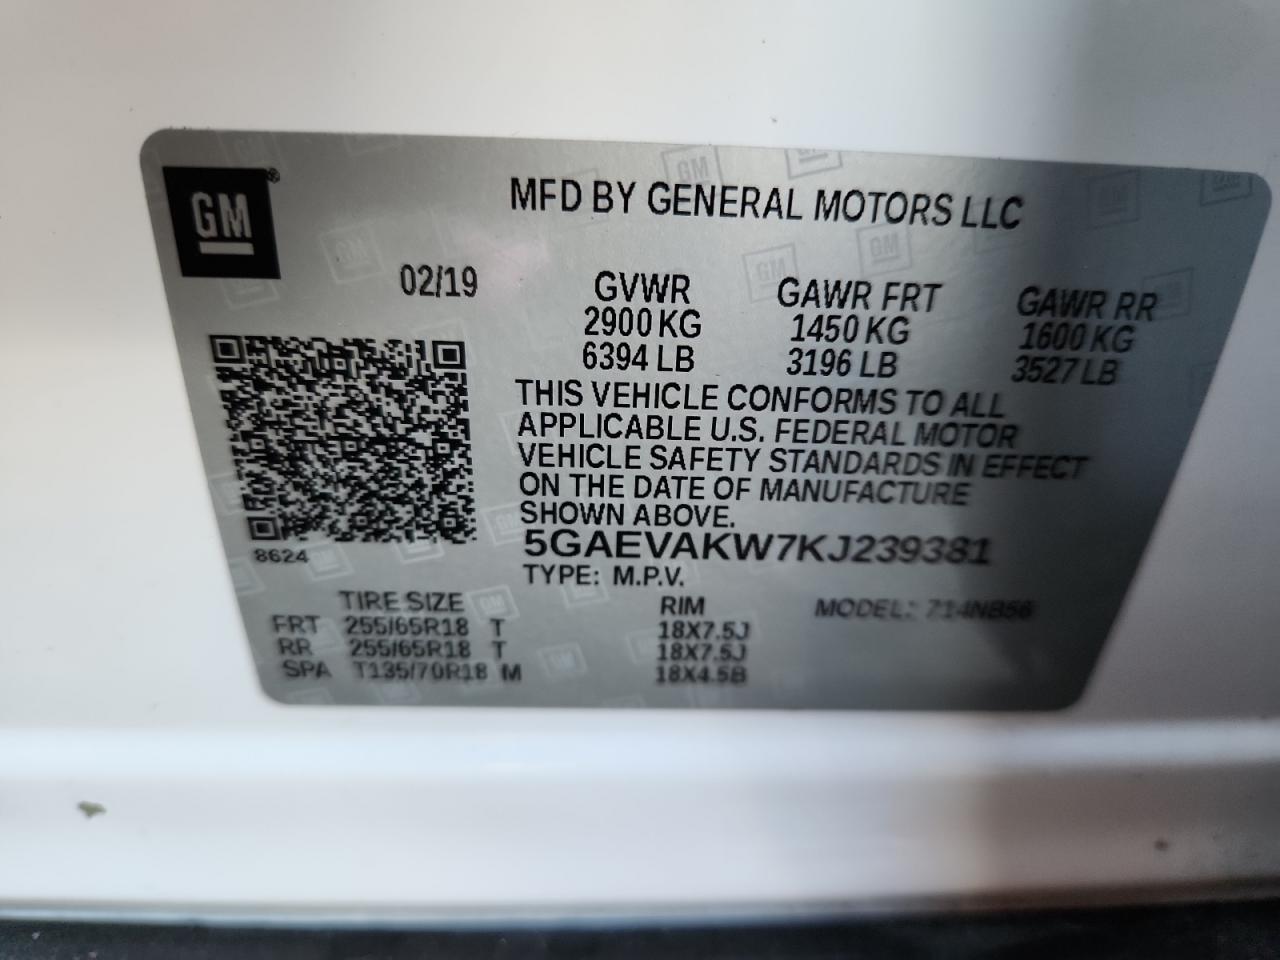 GM®
MFD BY GENERAL MOTORS LLC
02/19
GVWR GAWR FRT GAWR RR
2900 KG 1450 KG 1600 KG
6394 LB 3196 LB 3527 LB
THIS VEHICLE CONFORMS TO ALL
APPLICABLE U.S. FEDERAL MOTOR
VEHICLE SAFETY STANDARDS IN EFFECT
ON THE DATE OF MANUFACTURE
SHOWN ABOVE.
8624
5GAEVAKW7KJ239381
TYPE: M.P.V.
TIRE SIZE RIM MODEL: 714NB56
FRT 255/65R18 T 18X7.5J
RR 255/65R18 T 18X7.5J
SPA T135/70R18 M 18X4.5B